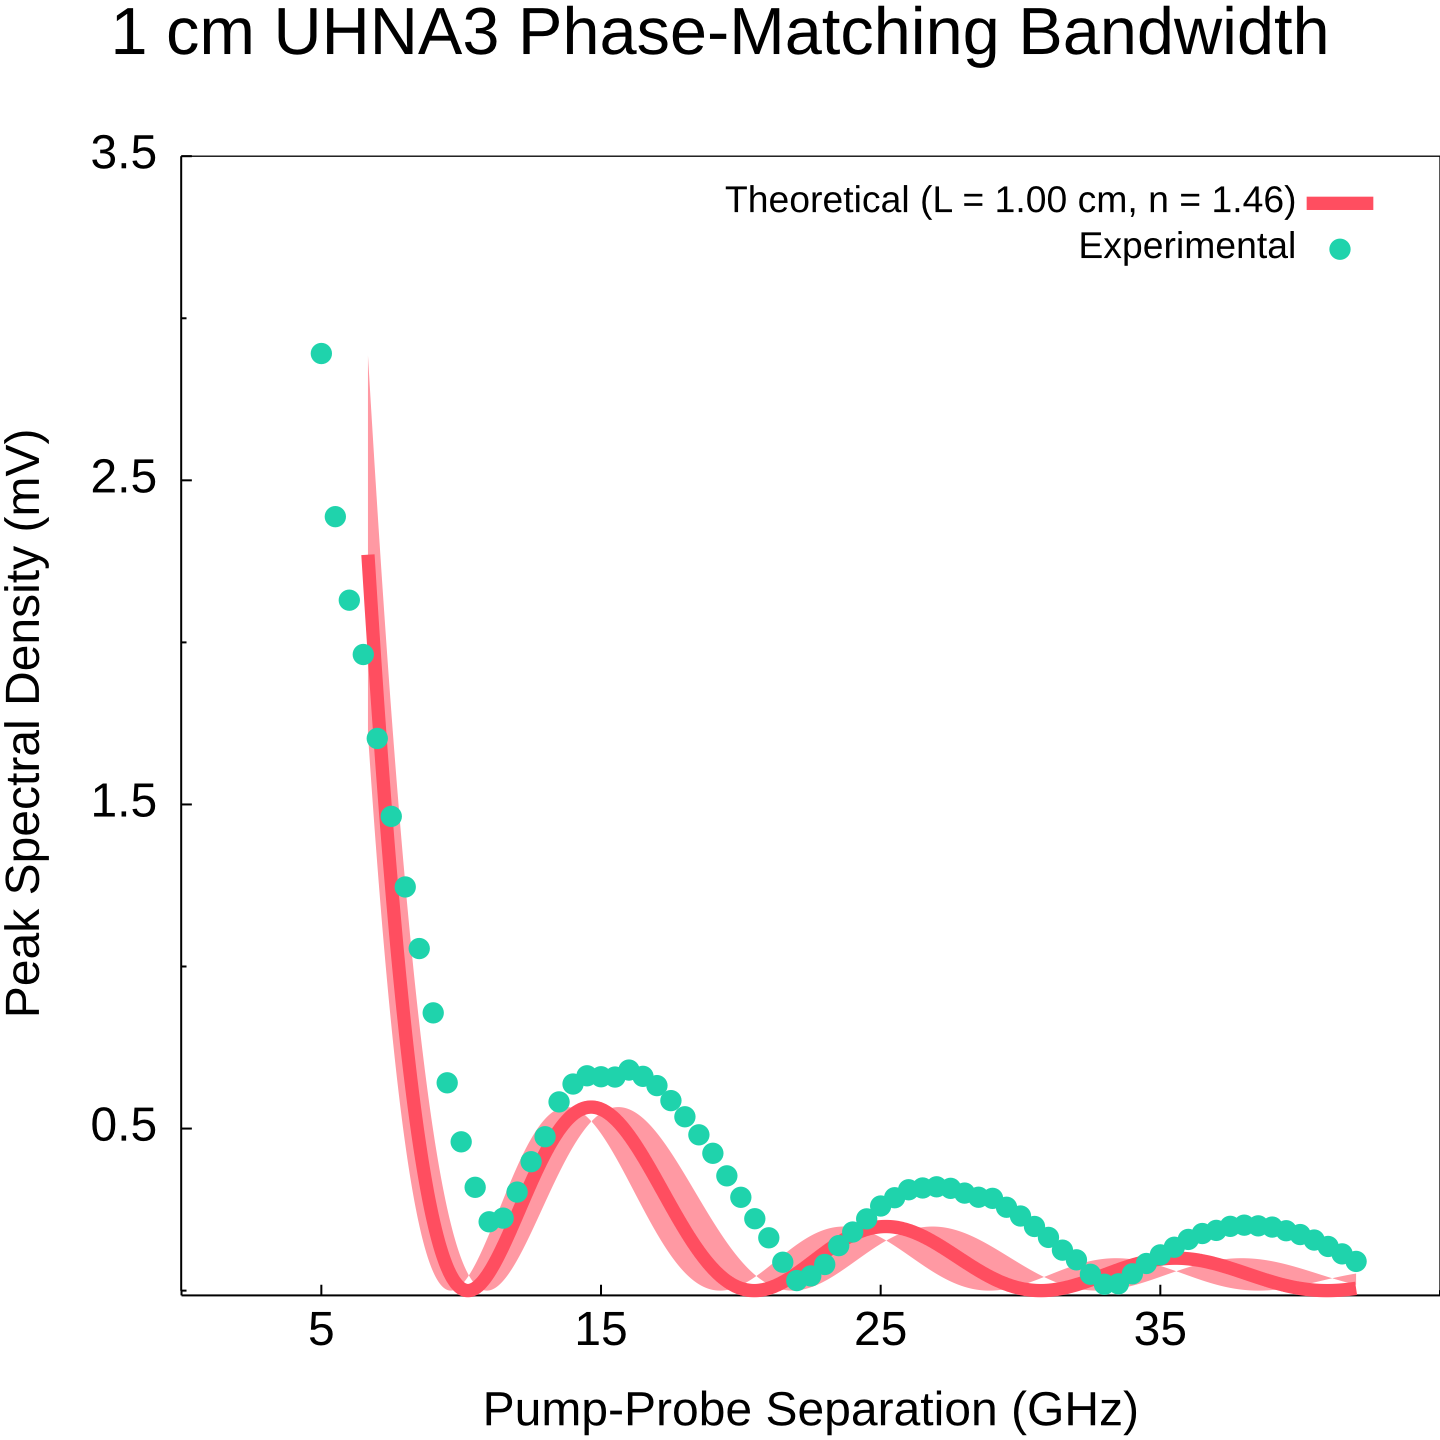 1 cm UHNA3 Phase-Matching Bandwidth
3.5
Theoretical (L = 1.00 cm, n = 1.46)
Experimental
2.5
Peak Spectral Density (mV)
1.5
0.5
5 15 25 35
Pump-Probe Separation (GHz)